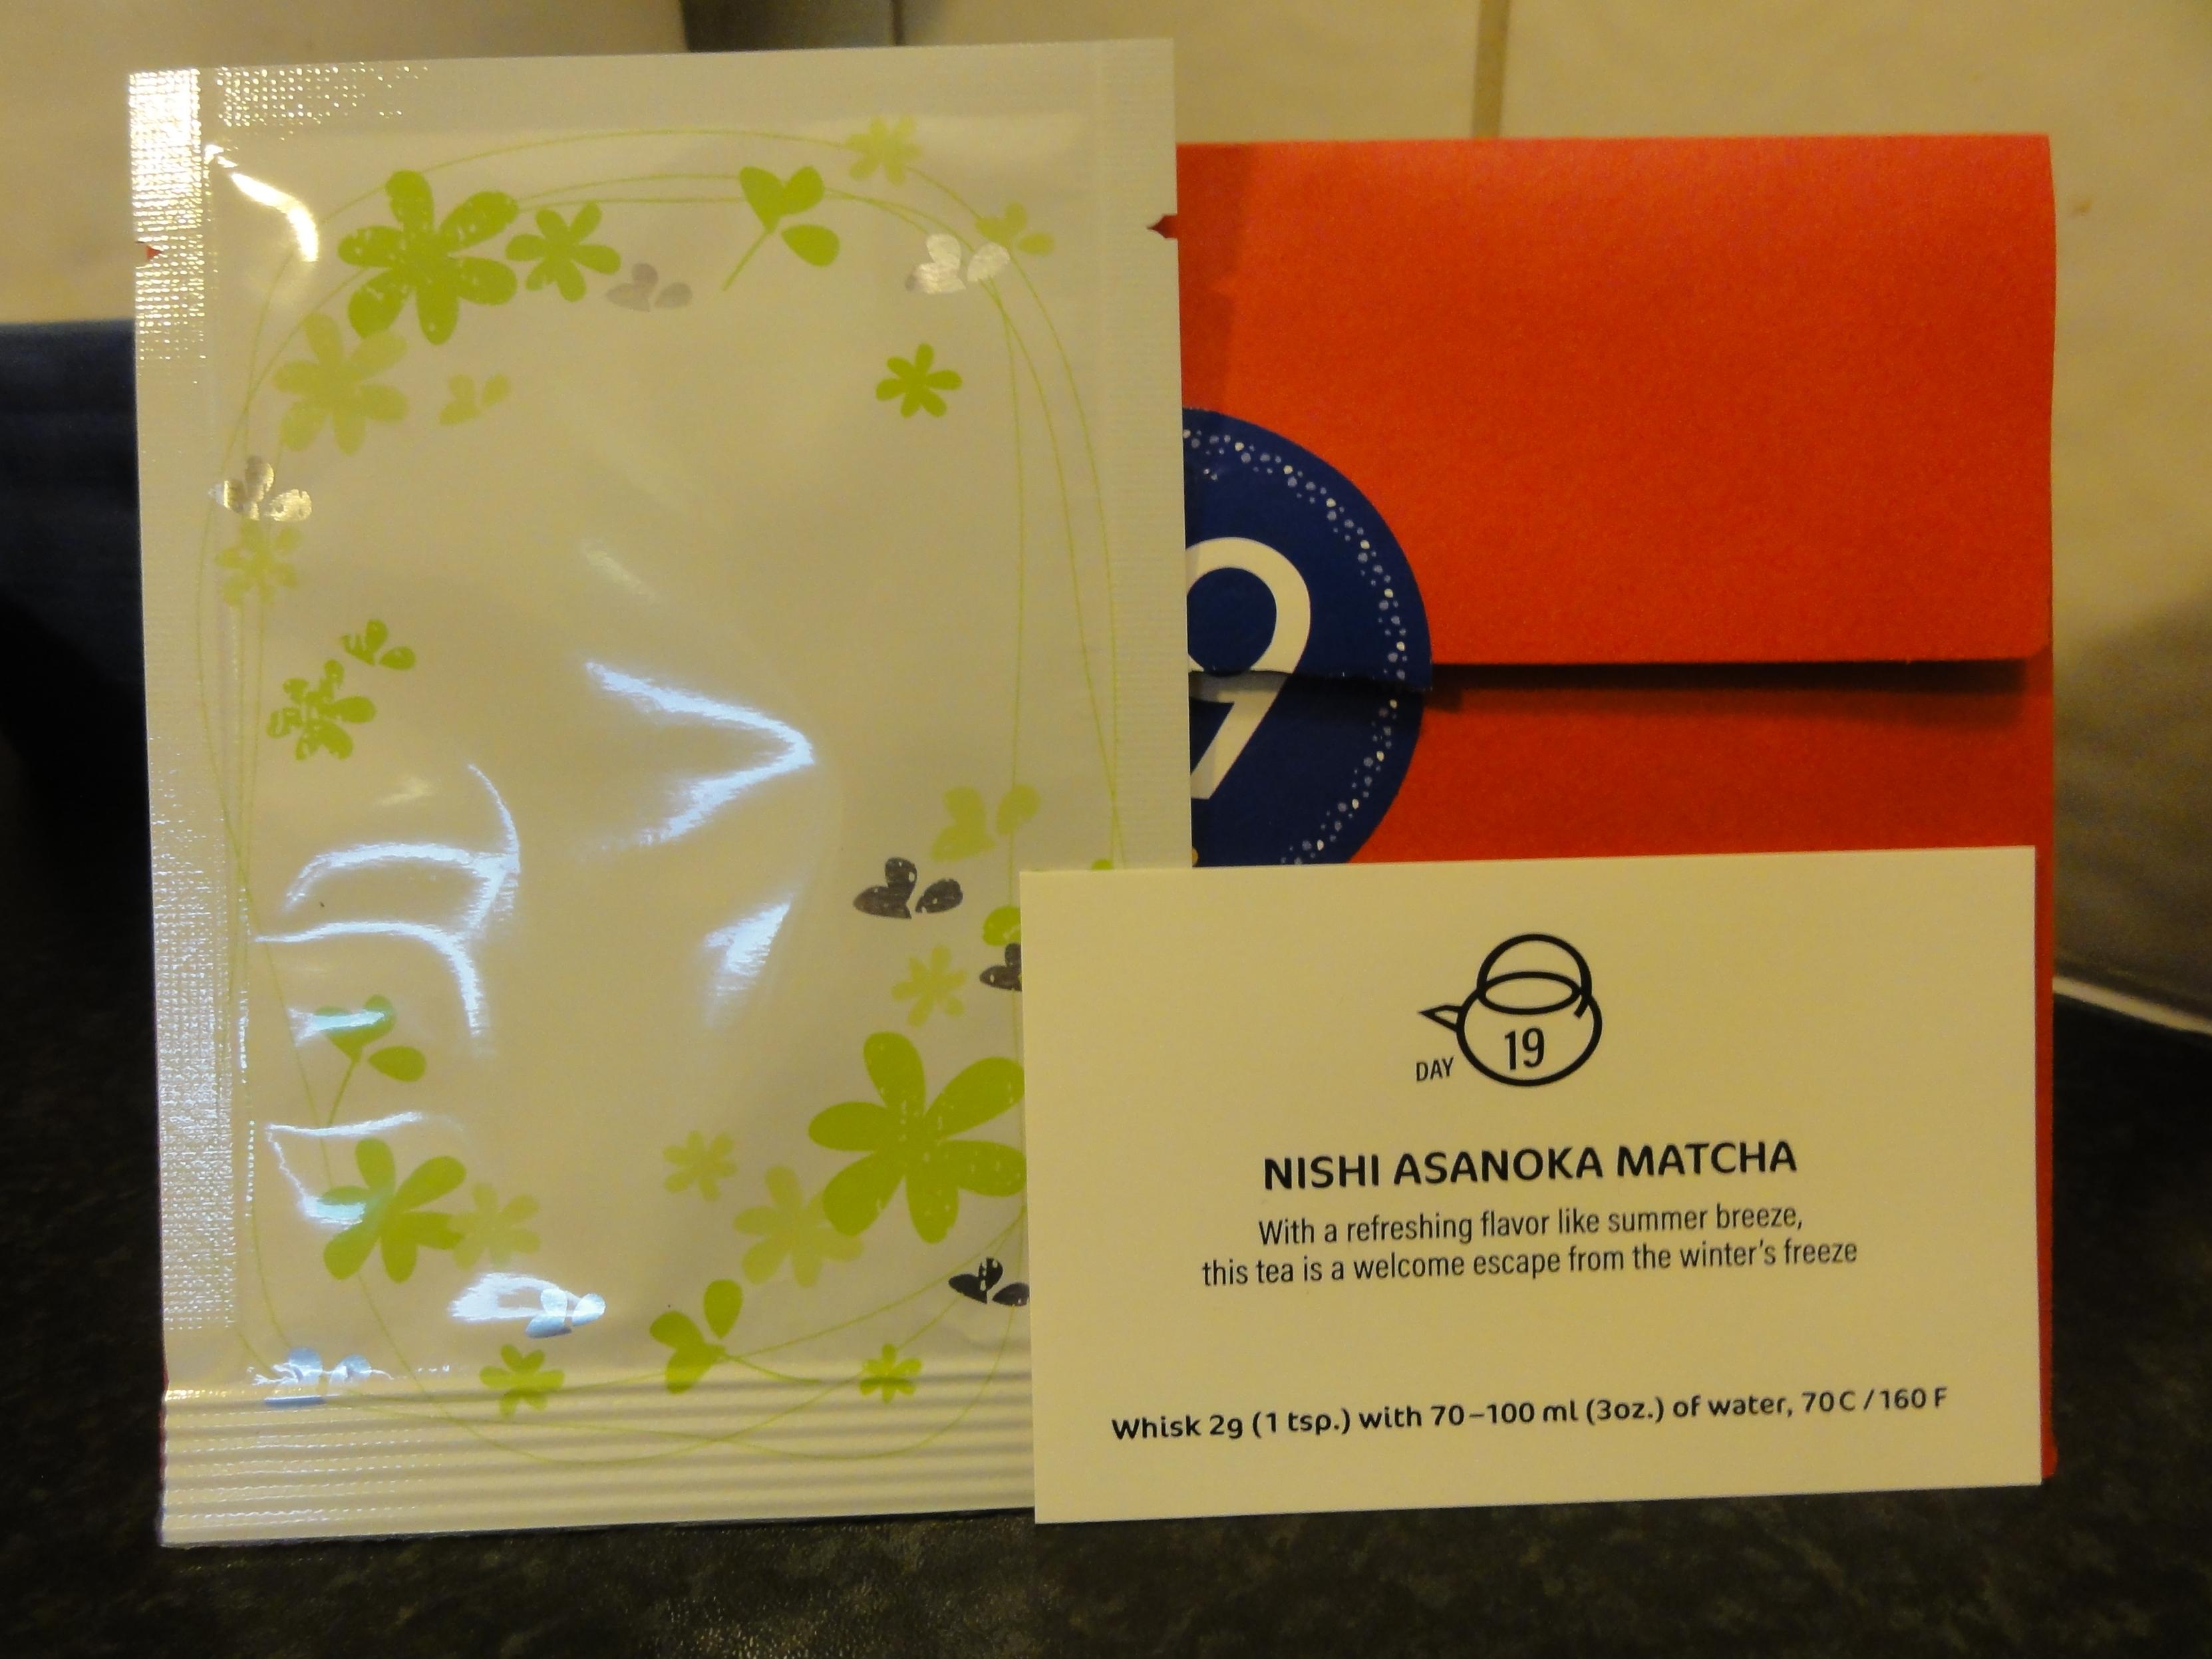 9
DAY
19
NISHI ASANOKA MATCHA
With a refreshing flavor like summer breeze,
this tea is a welcome escape from the winter's freeze
Whisk 2g (1 tsp.) with 70–100 ml (3oz.) of water, 70 C / 160 F